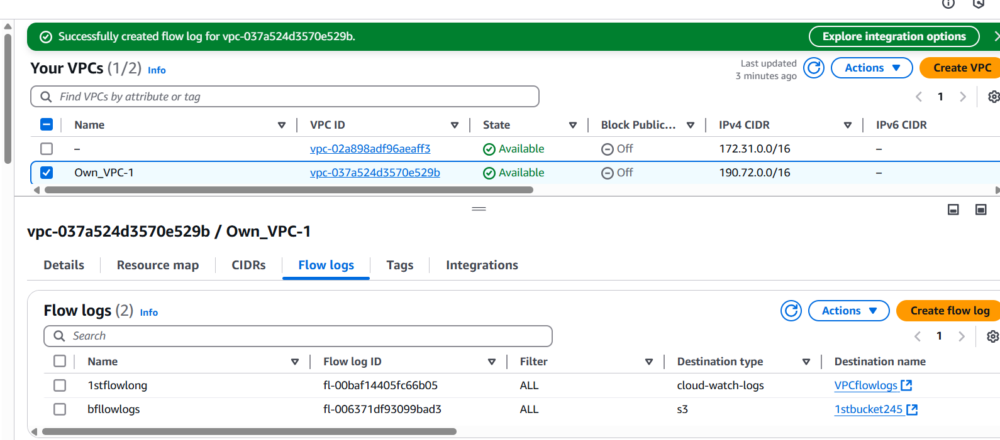 Successfully created flow log for vpc-037a524d3570e529b.
Explore integration options
Your VPCs (1/2) Info
Last updated
3 minutes ago
Actions
Create VPC
Find VPCs by attribute or tag
1
Name VPC ID State Block Public... IPv4 CIDR IPv6 CIDR
– vpc-02a898adf96aeaff3 Available Off 172.31.0.0/16 –
Own_VPC-1 vpc-037a524d3570e529b Available Off 190.72.0.0/16 –
vpc-037a524d3570e529b / Own_VPC-1
Details Resource map CIDRs Flow logs Tags Integrations
Flow logs (2) Info
Actions
Create flow log
Search
1
Name Flow log ID Filter Destination type Destination name
1stflowlong fl-00baf14405fc66b05 ALL cloud-watch-logs VPCflowlogs
bfllowlogs fl-006371df93099bad3 ALL s3 1stbucket245